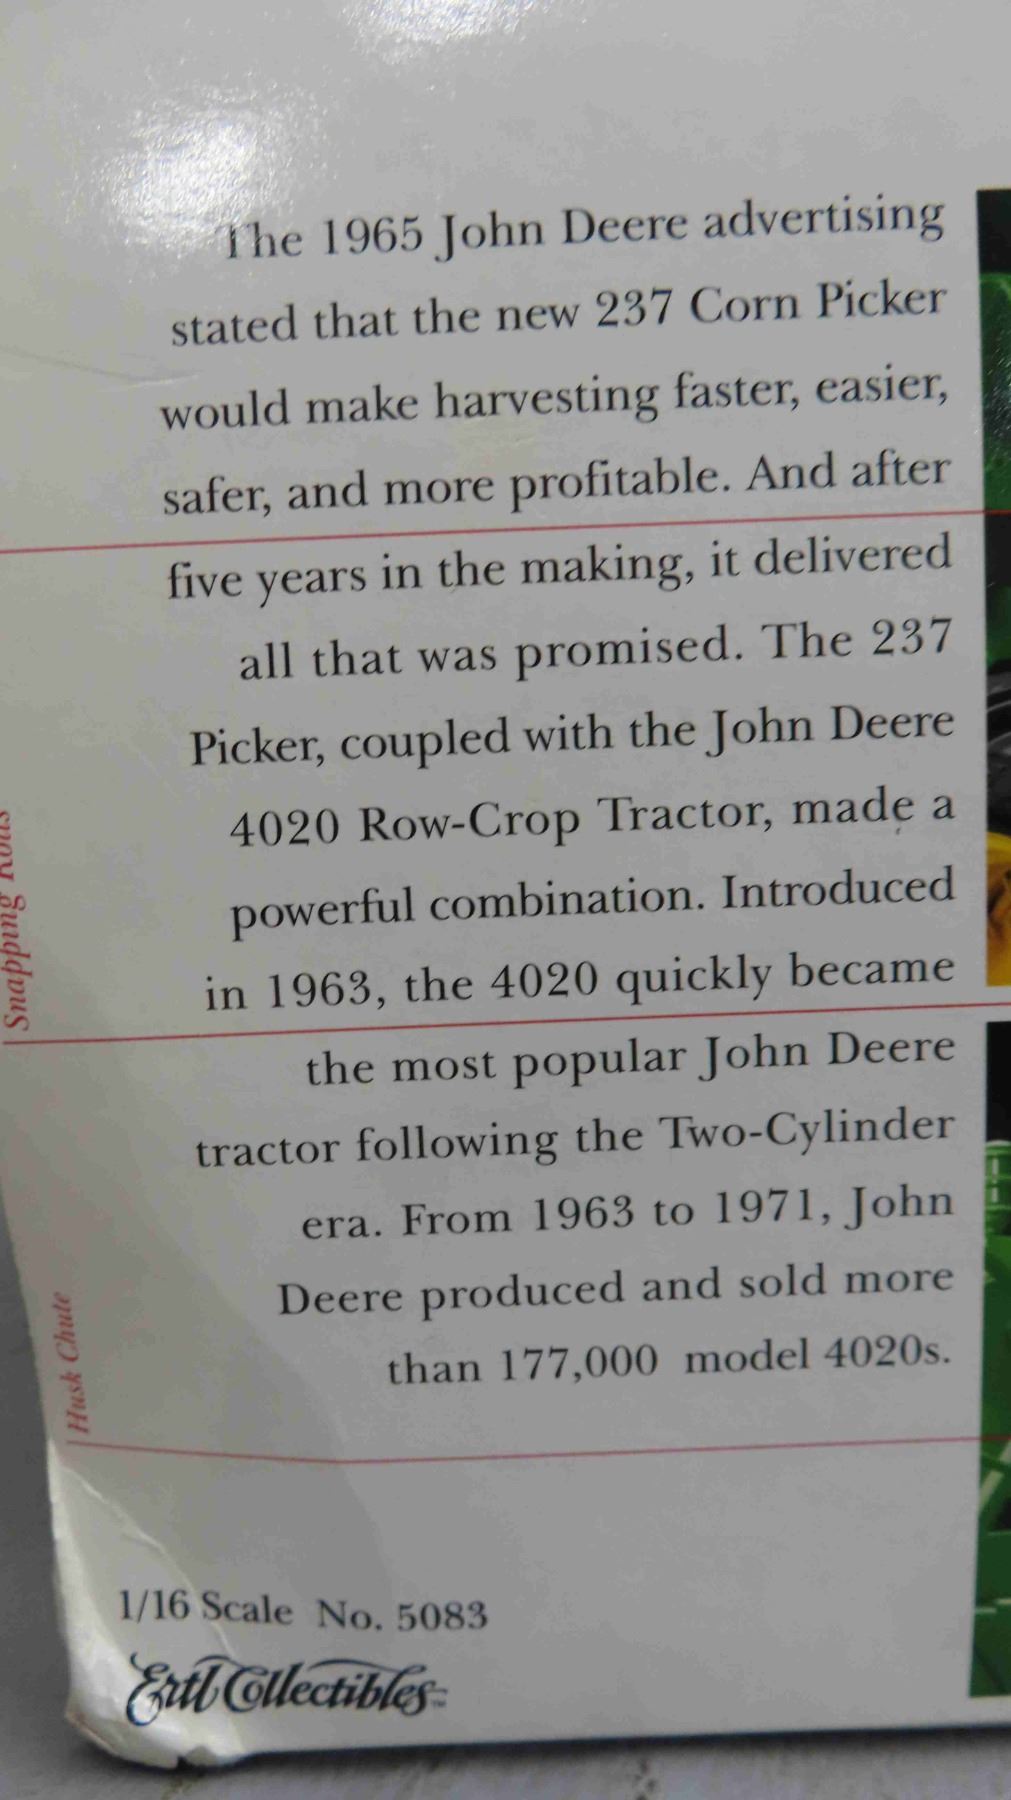 The 1965 John Deere advertising
stated that the new 237 Corn Picker
would make harvesting faster, easier,
safer, and more profitable. And after
five years in the making, it delivered
all that was promised. The 237
Picker, coupled with the John Deere
4020 Row-Crop Tractor, made a
powerful combination. Introduced
in 1963, the 4020 quickly became
the most popular John Deere
tractor following the Two-Cylinder
era. From 1963 to 1971, John
Deere produced and sold more
than 177,000 model 4020s.
Snapping Rolls
Husk Chute
1/16 Scale No. 5083
Ertl Collectibles™